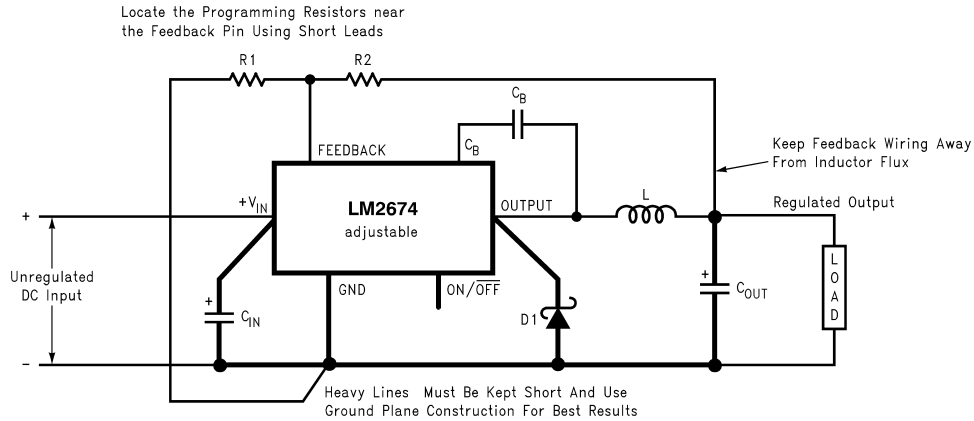 Locate the Programming Resistors near
the Feedback Pin Using Short Leads
R1
R2
C_B
C_B
FEEDBACK
Keep Feedback Wiring Away
From Inductor Flux
+V_IN
LM2674
adjustable
OUTPUT
L
Regulated Output
+
Unregulated
DC Input
-
GND
ON/O̅F̅F̅
+
C_IN
D1
+
C_OUT
L
O
A
D
Heavy Lines Must Be Kept Short And Use
Ground Plane Construction For Best Results